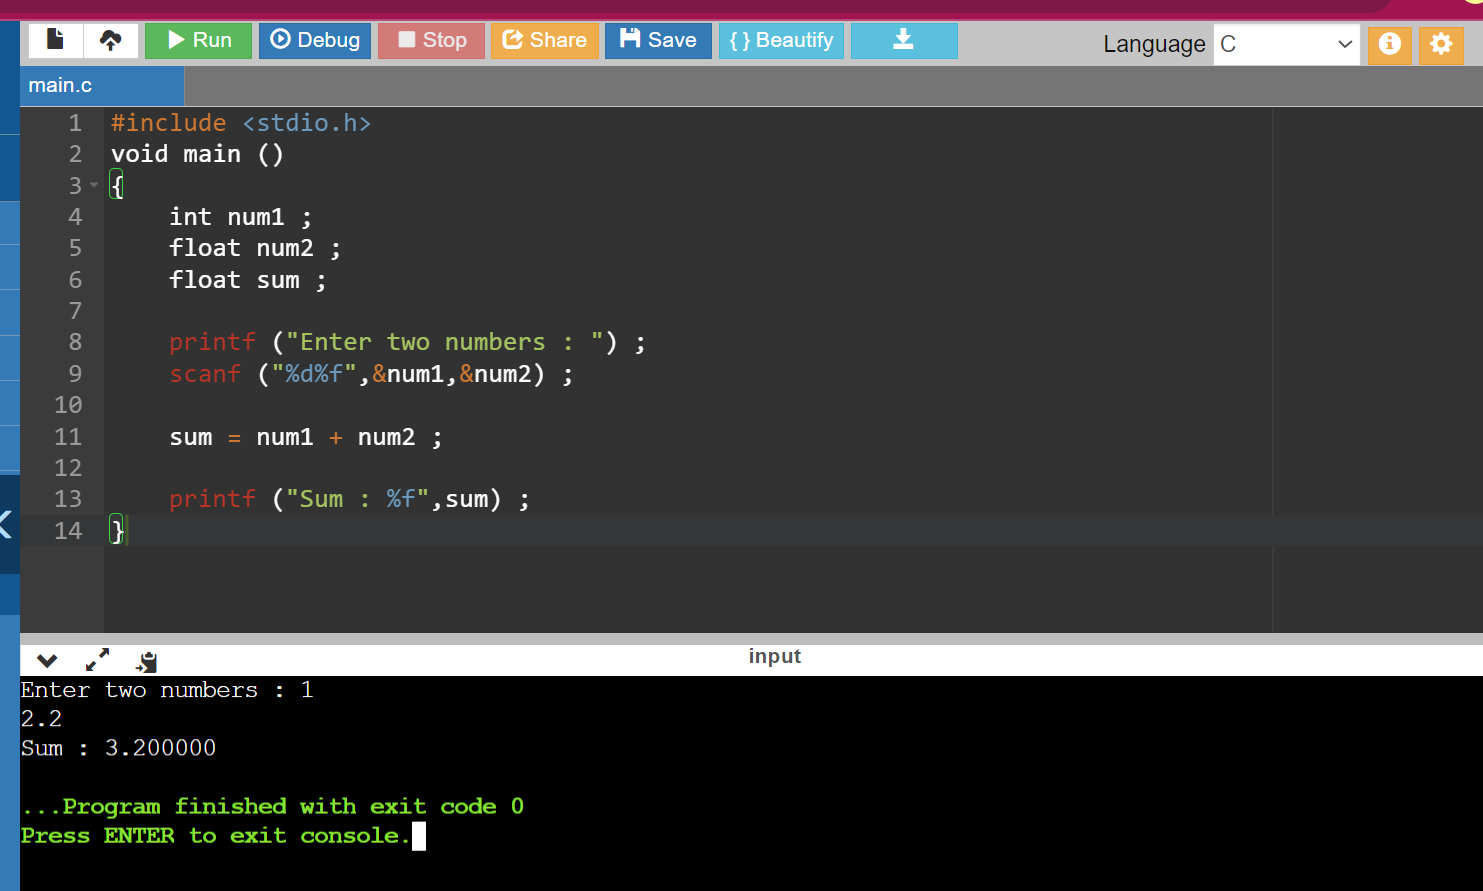 Run Debug Stop Share Save { } Beautify Language C
main.c
1 #include <stdio.h>
2 void main ()
3 {
4 int num1 ;
5 float num2 ;
6 float sum ;
7
8 printf ("Enter two numbers : ") ;
9 scanf ("%d%f",&num1,&num2) ;
10
11 sum = num1 + num2 ;
12
13 printf ("Sum : %f",sum) ;
14 }
input
Enter two numbers : 1
2.2
Sum : 3.200000
...Program finished with exit code 0
Press ENTER to exit console.